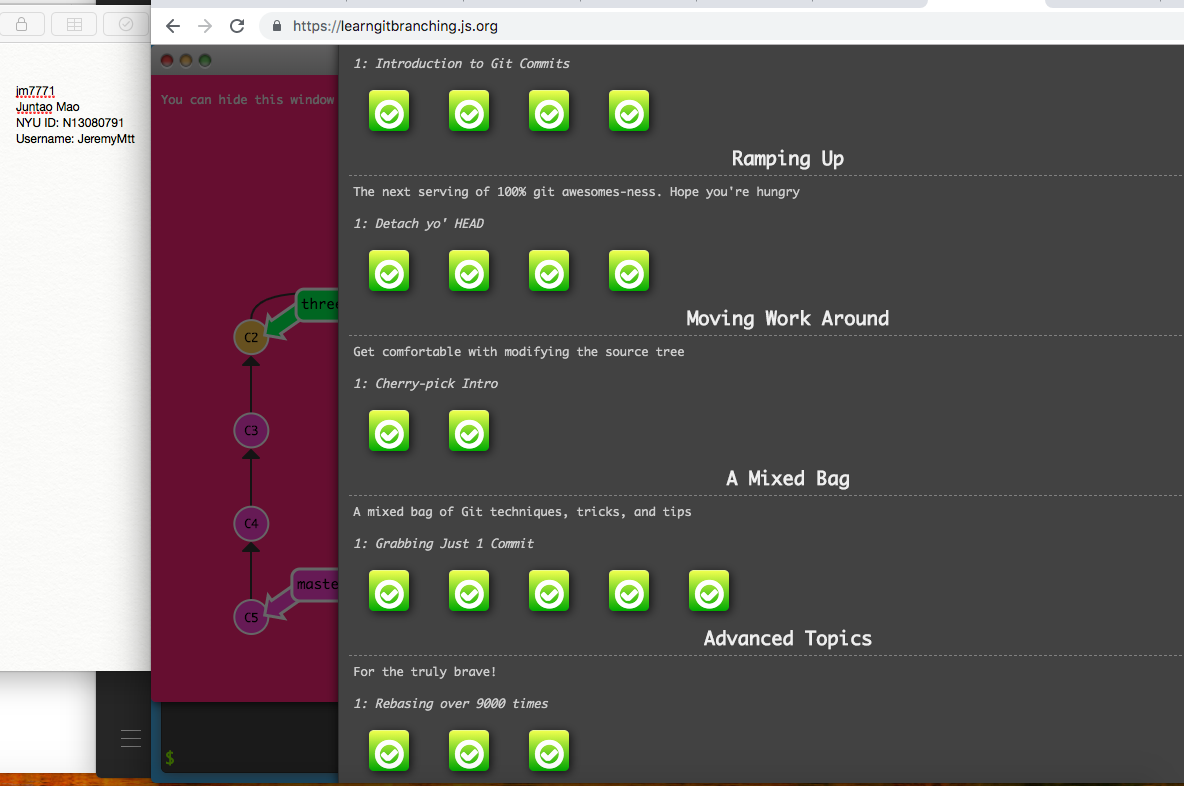 https://learngitbranching.js.org
jm7771
Juntao Mao
NYU ID: N13080791
Username: JeremyMtt
You can hide this window
three
C2
C3
C4
maste
C5
$
1: Introduction to Git Commits
Ramping Up
The next serving of 100% git awesomes-ness. Hope you're hungry
1: Detach yo' HEAD
Moving Work Around
Get comfortable with modifying the source tree
1: Cherry-pick Intro
A Mixed Bag
A mixed bag of Git techniques, tricks, and tips
1: Grabbing Just 1 Commit
Advanced Topics
For the truly brave!
1: Rebasing over 9000 times